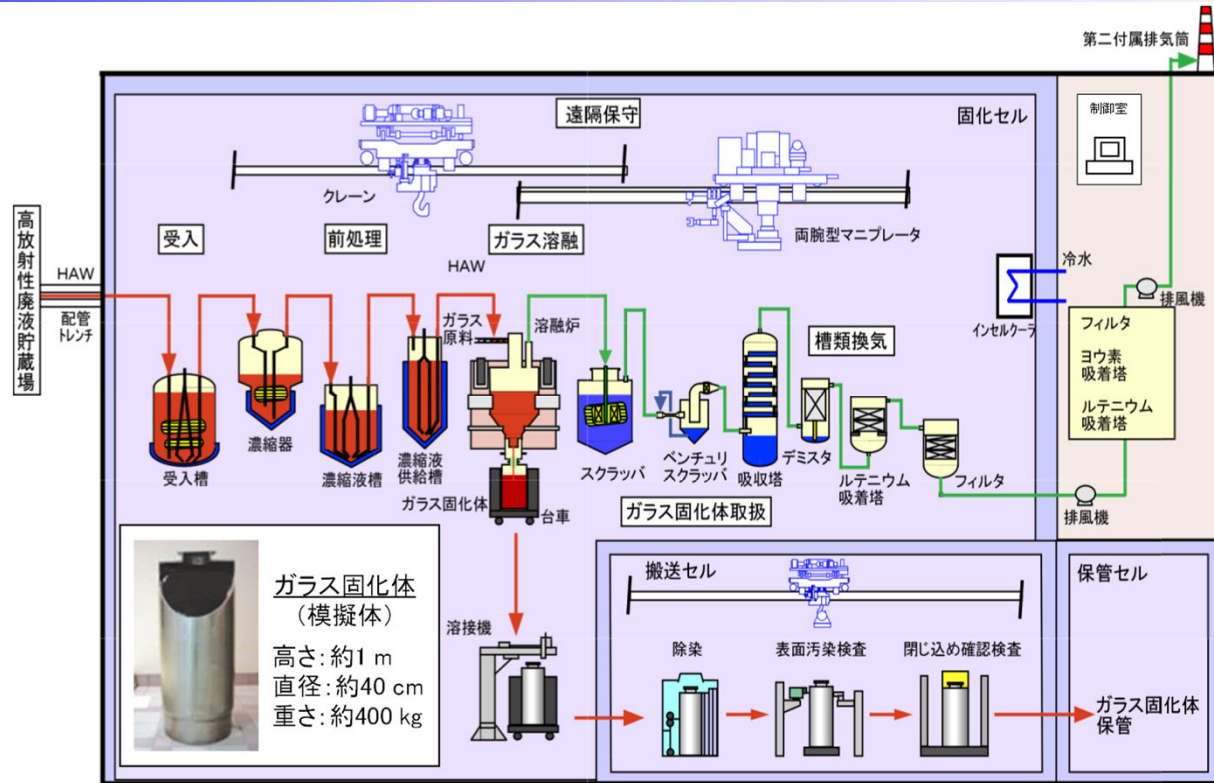 第二付属排気筒
制御室
遠隔保守
固化セル
クレーン
両腕型マニプレータ
高放射性廃液貯蔵場
HAW
配管
トレンチ
受入
前処理
ガラス溶融
HAW
ガラス
原料
溶融炉
槽類換気
冷水
インセルクーラ
排風機
フィルタ
ヨウ素
吸着塔
ルテニウム
吸着塔
受入槽
濃縮器
濃縮液槽
濃縮液
供給槽
ガラス固化体
台車
スクラッバ
ベンチュリ
スクラッバ
吸収塔
デミスタ
ルテニウム
吸着塔
フィルタ
排風機
ガラス固化体取扱
ガラス固化体
(模擬体)
高さ:約1 m
直径:約40 cm
重さ:約400 kg
溶接機
搬送セル
除染
表面汚染検査
閉じ込め確認検査
保管セル
ガラス固化体
保管